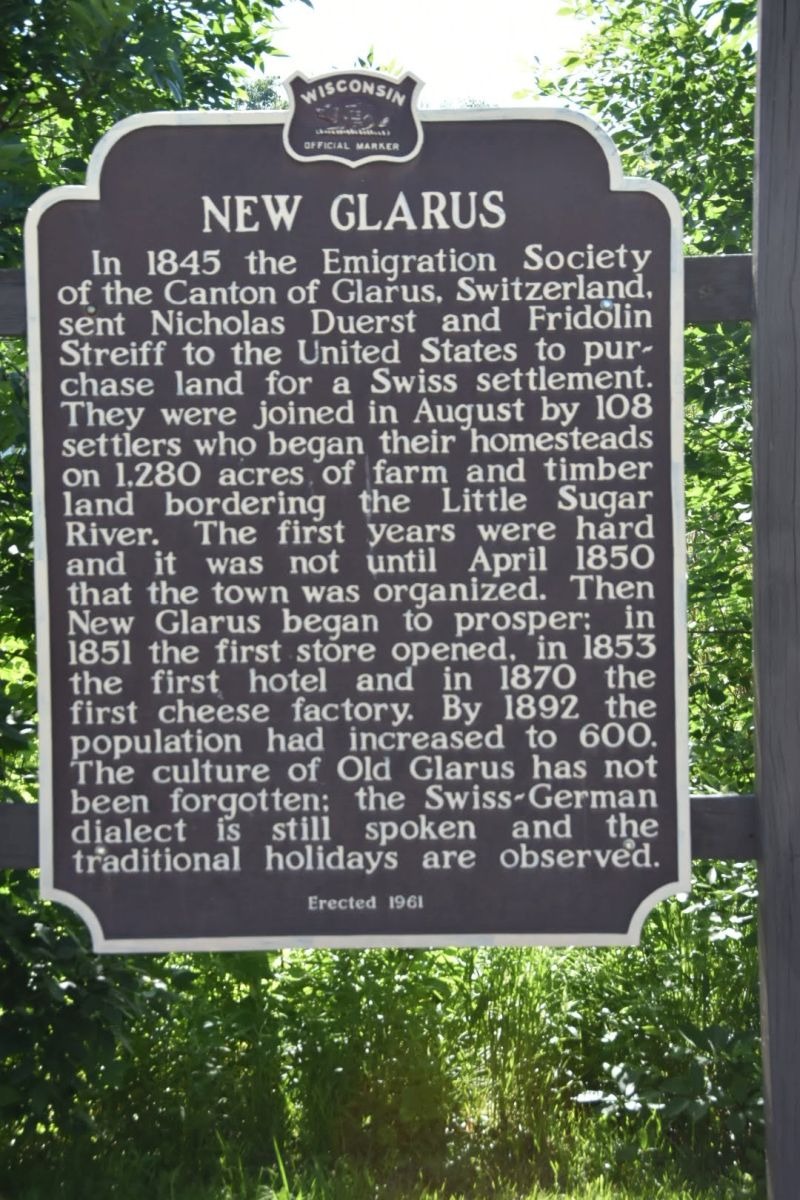 WISCONSIN
OFFICIAL MARKER
NEW GLARUS
In 1845 the Emigration Society
of the Canton of Glarus, Switzerland,
sent Nicholas Duerst and Fridolin
Streiff to the United States to pur-
chase land for a Swiss settlement.
They were joined in August by 108
settlers who began their homesteads
on 1,280 acres of farm and timber
land bordering the Little Sugar
River. The first years were hard
and it was not until April 1850
that the town was organized. Then
New Glarus began to prosper; in
1851 the first store opened, in 1853
the first hotel and in 1870 the
first cheese factory. By 1892 the
population had increased to 600.
The culture of Old Glarus has not
been forgotten; the Swiss-German
dialect is still spoken and the
traditional holidays are observed.
Erected 1961